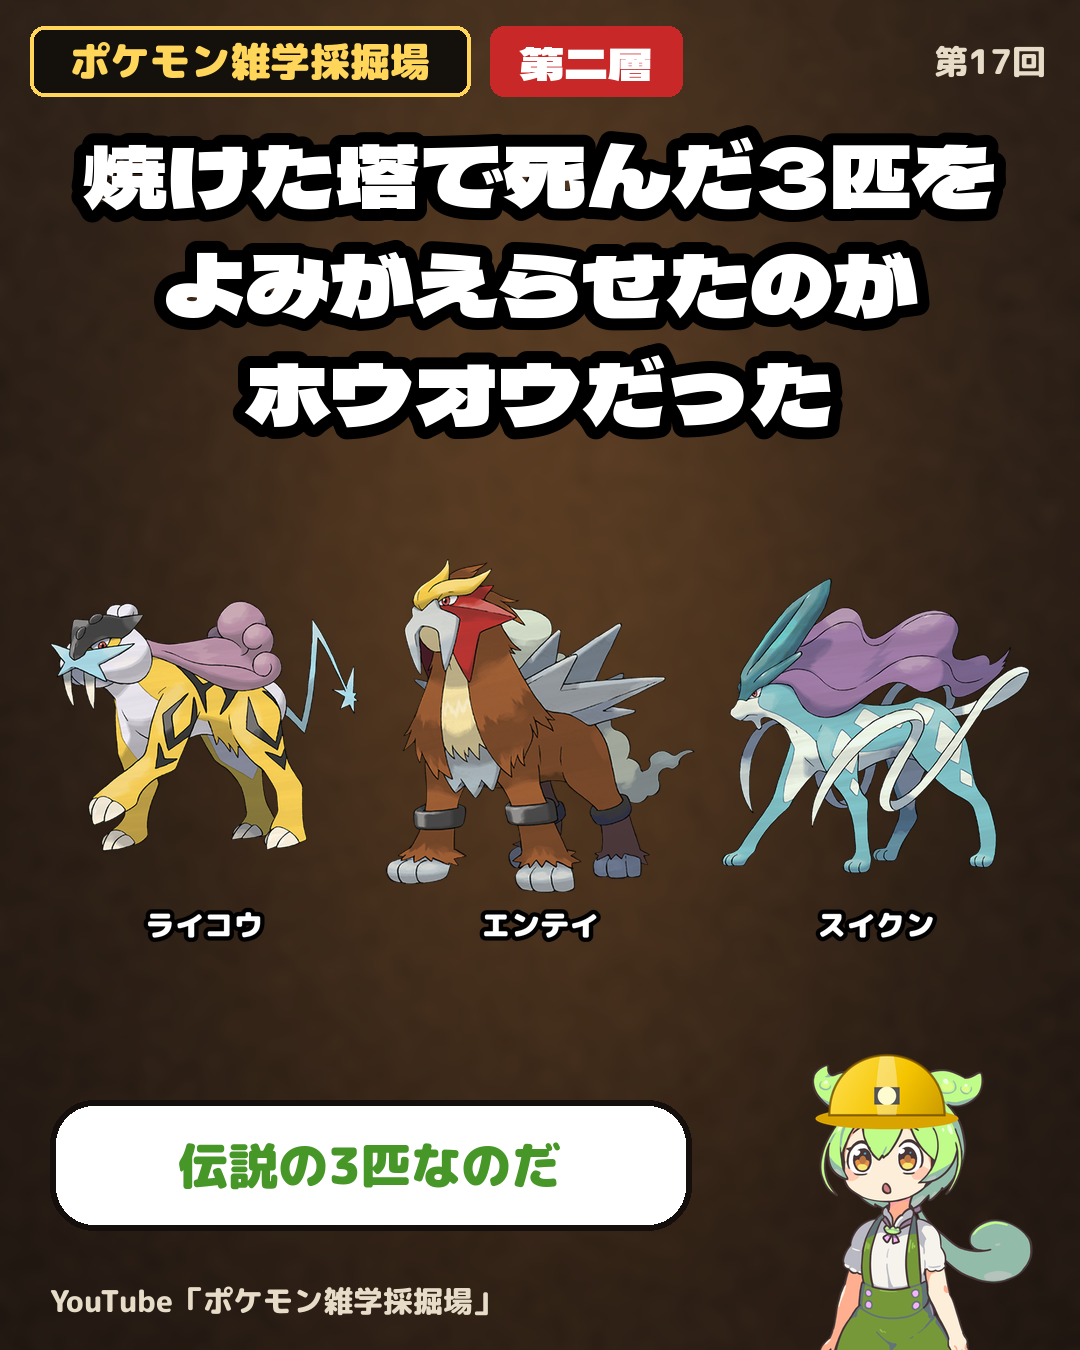 ポケモン雑学採掘場
第二層
第17回
焼けた塔で死んだ3匹を
よみがえらせたのが
ホウオウだった
ライコウ
エンテイ
スイクン
伝説の3匹なのだ
YouTube「ポケモン雑学採掘場」